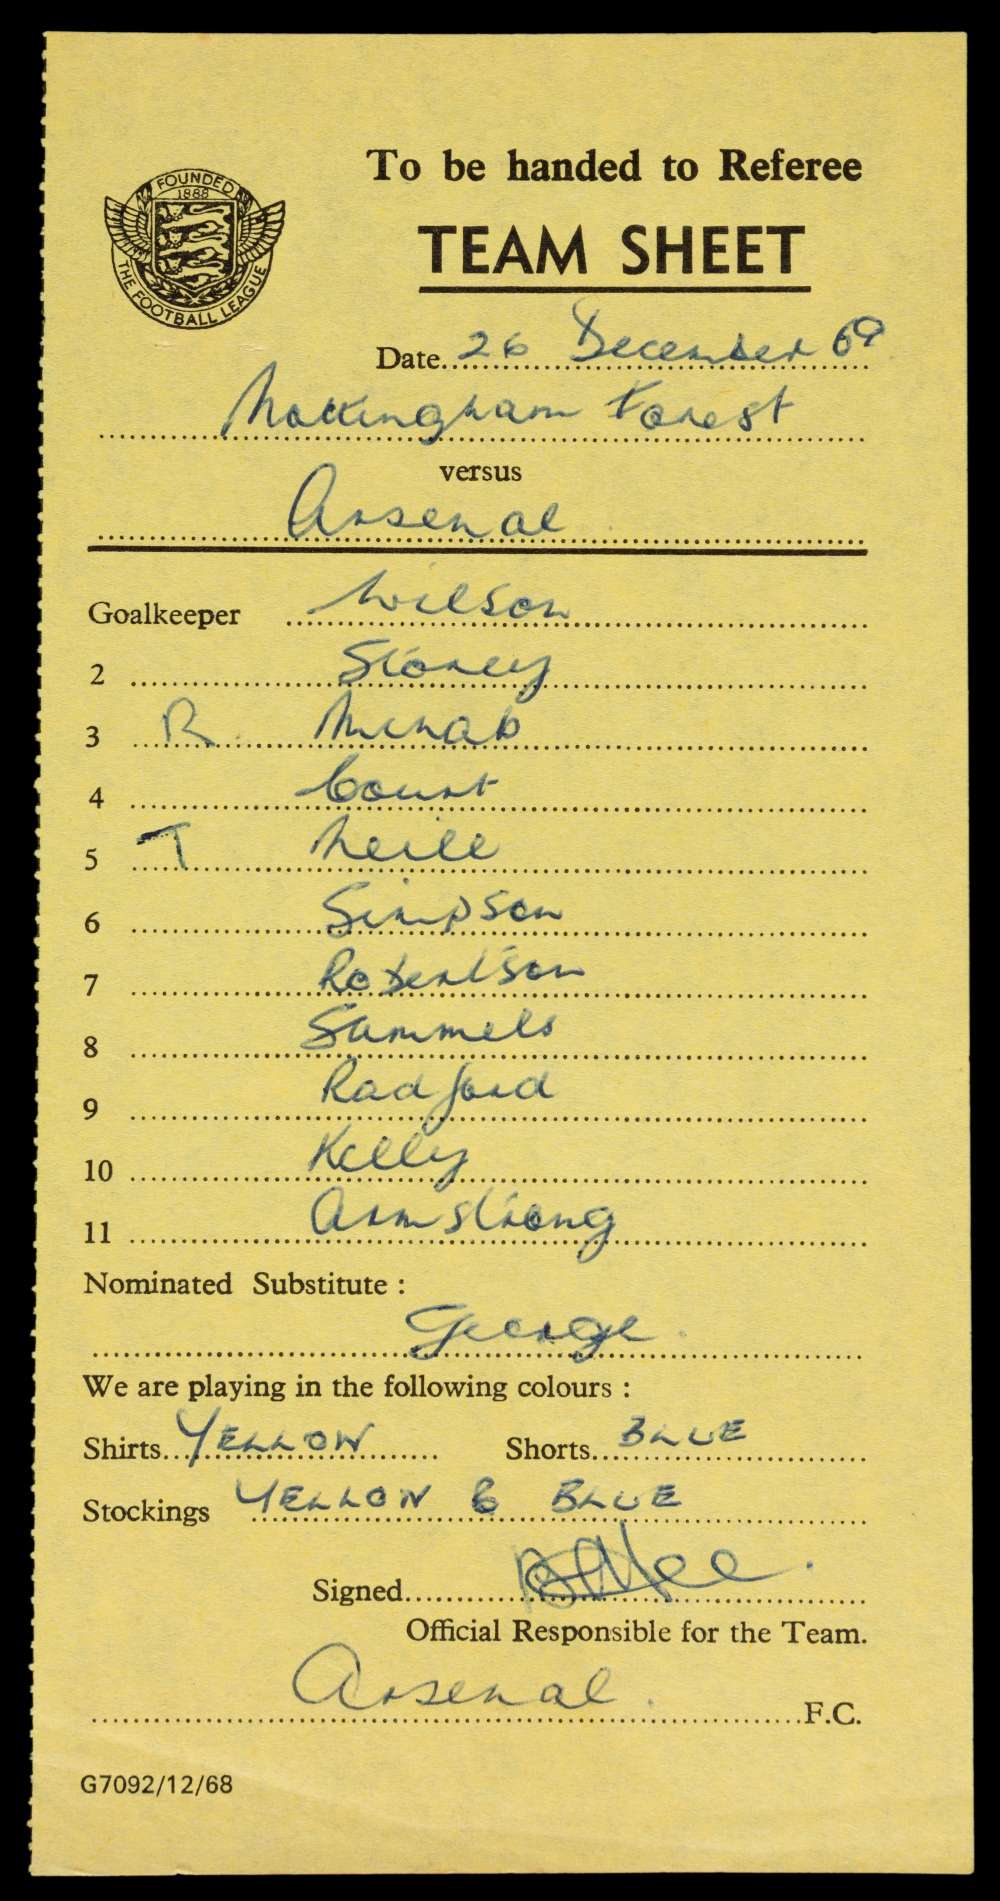 FOUNDED
1888
THE FOOTBALL LEAGUE
To be handed to Referee
TEAM SHEET
Date 26 December 69
Nottingham Forest
versus
Arsenal
Goalkeeper Wilson
2 Storey
3 R McNab
4 Court
5 T Neill
6 Simpson
7 Robertson
8 Sammels
9 Radford
10 Kelly
11 Armstrong
Nominated Substitute :
George
We are playing in the following colours :
Shirts YELLOW Shorts BLUE
Stockings YELLOW & BLUE
Signed B Mee
Official Responsible for the Team.
Arsenal F.C.
G7092/12/68